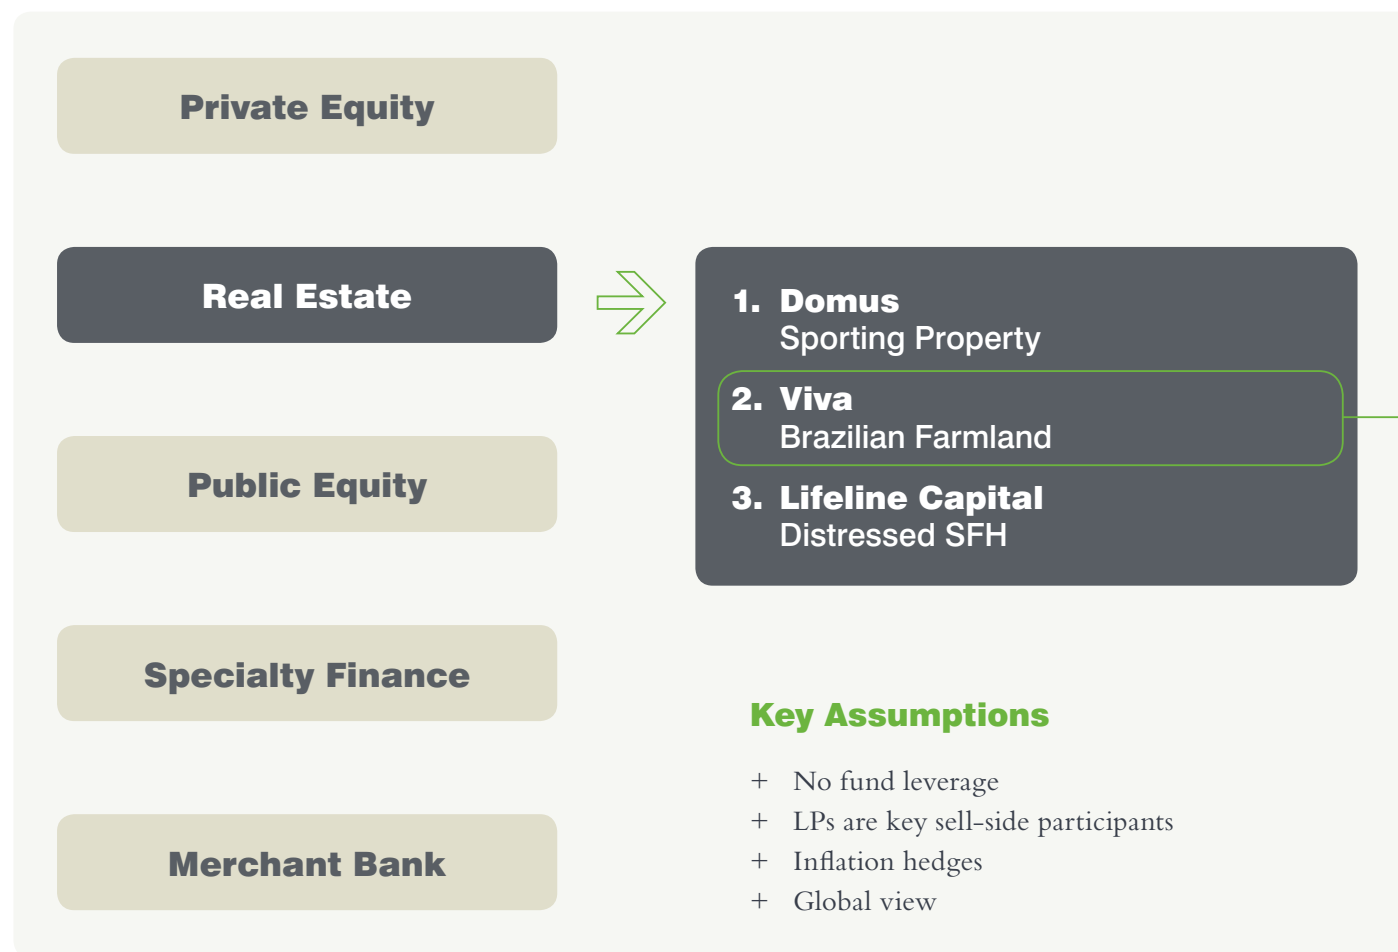 Private Equity
Real Estate
Public Equity
Specialty Finance
Merchant Bank
1. Domus
Sporting Property
2. Viva
Brazilian Farmland
3. Lifeline Capital
Distressed SFH
Key Assumptions
+ No fund leverage
+ LPs are key sell-side participants
+ Inflation hedges
+ Global view